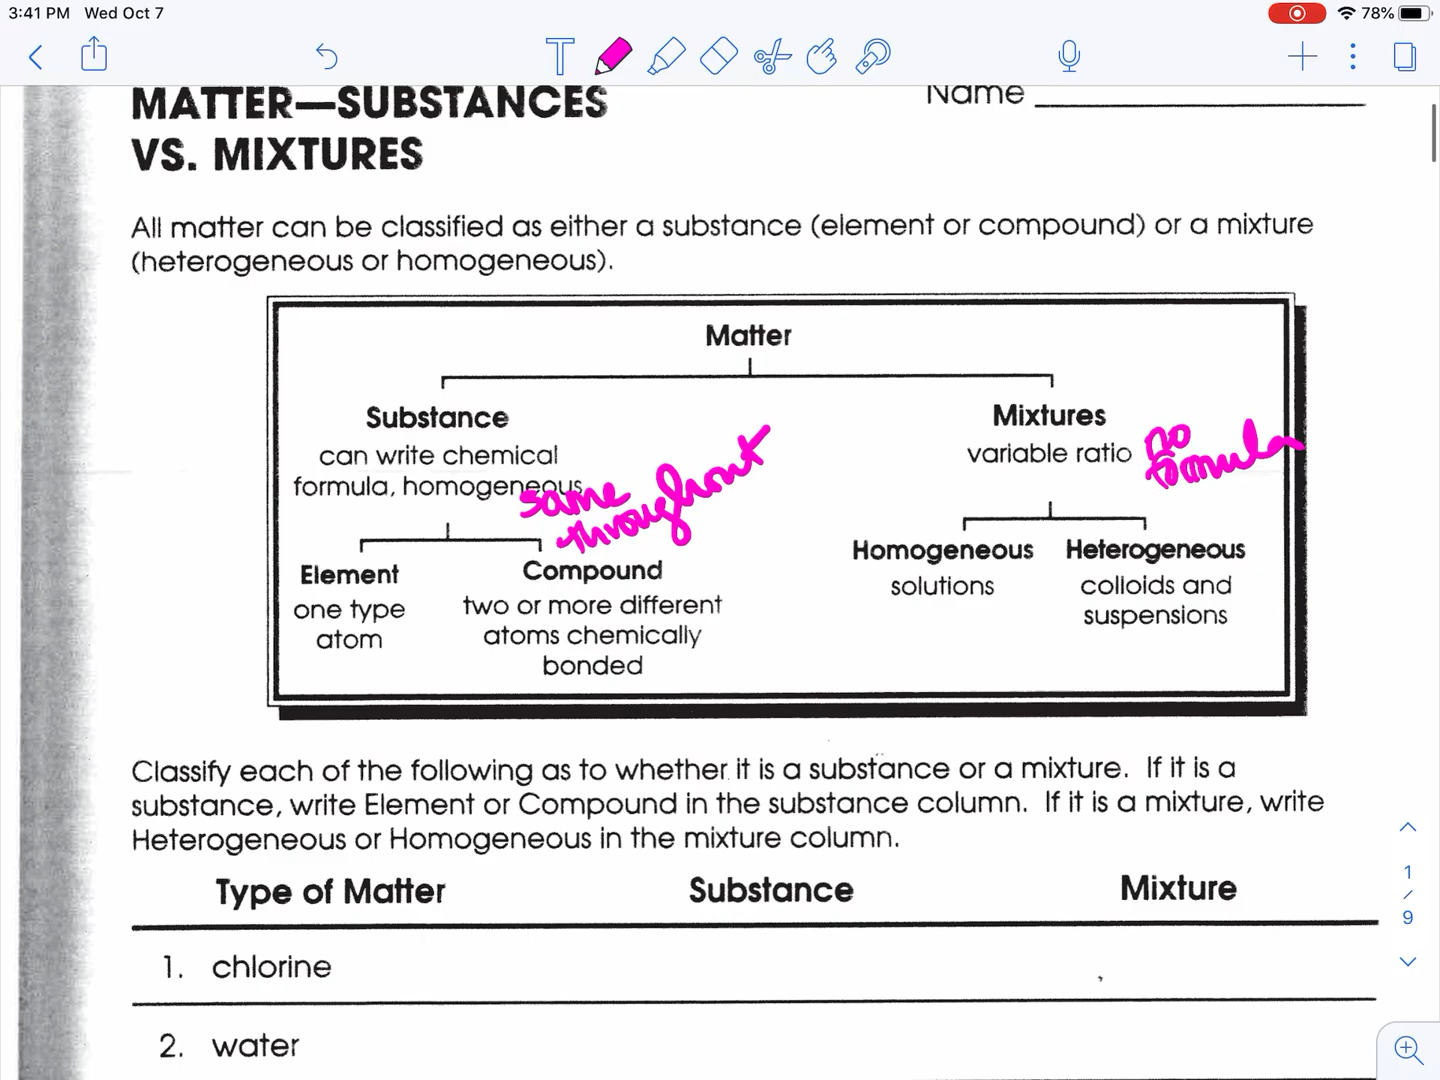 3:41 PM Wed Oct 7
78%
T
MATTER—SUBSTANCES
VS. MIXTURES
Name
All matter can be classified as either a substance (element or compound) or a mixture
(heterogeneous or homogeneous).
Matter
Substance
can write chemical
formula, homogeneous
same
throughout
Mixtures
variable ratio
no
formula
Element
one type
atom
Compound
two or more different
atoms chemically
bonded
Homogeneous
solutions
Heterogeneous
colloids and
suspensions
Classify each of the following as to whether it is a substance or a mixture. If it is a
substance, write Element or Compound in the substance column. If it is a mixture, write
Heterogeneous or Homogeneous in the mixture column.
Type of Matter Substance Mixture
1. chlorine
2. water
1
/
9